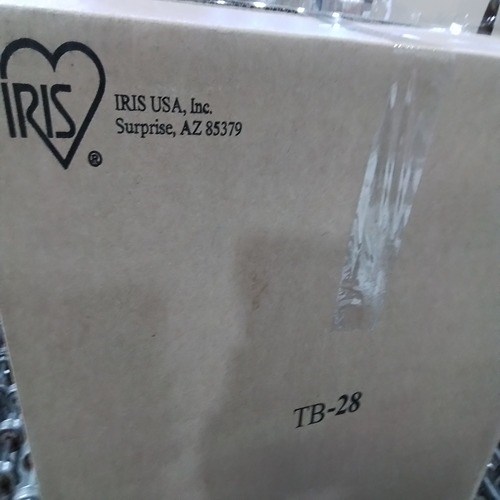 IRIS
IRIS USA, Inc.
Surprise, AZ 85379
®
TB-28